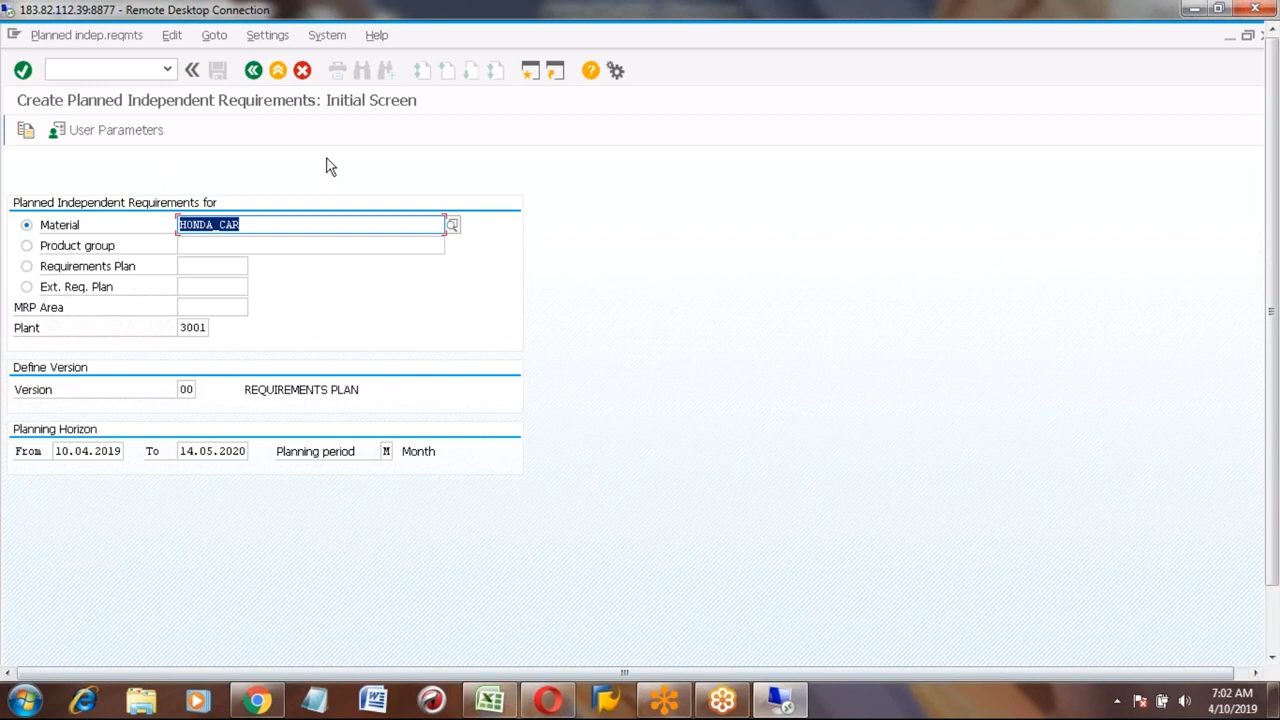 183.82.112.39:8877 - Remote Desktop Connection
Planned indep.reqmts Edit Goto Settings System Help
Create Planned Independent Requirements: Initial Screen
User Parameters
Planned Independent Requirements for
Material HONDA_CAR
Product group
Requirements Plan
Ext. Req. Plan
MRP Area
Plant 3001
Define Version
Version 00 REQUIREMENTS PLAN
Planning Horizon
From 10.04.2019 To 14.05.2020 Planning period M Month
7:02 AM
4/10/2019